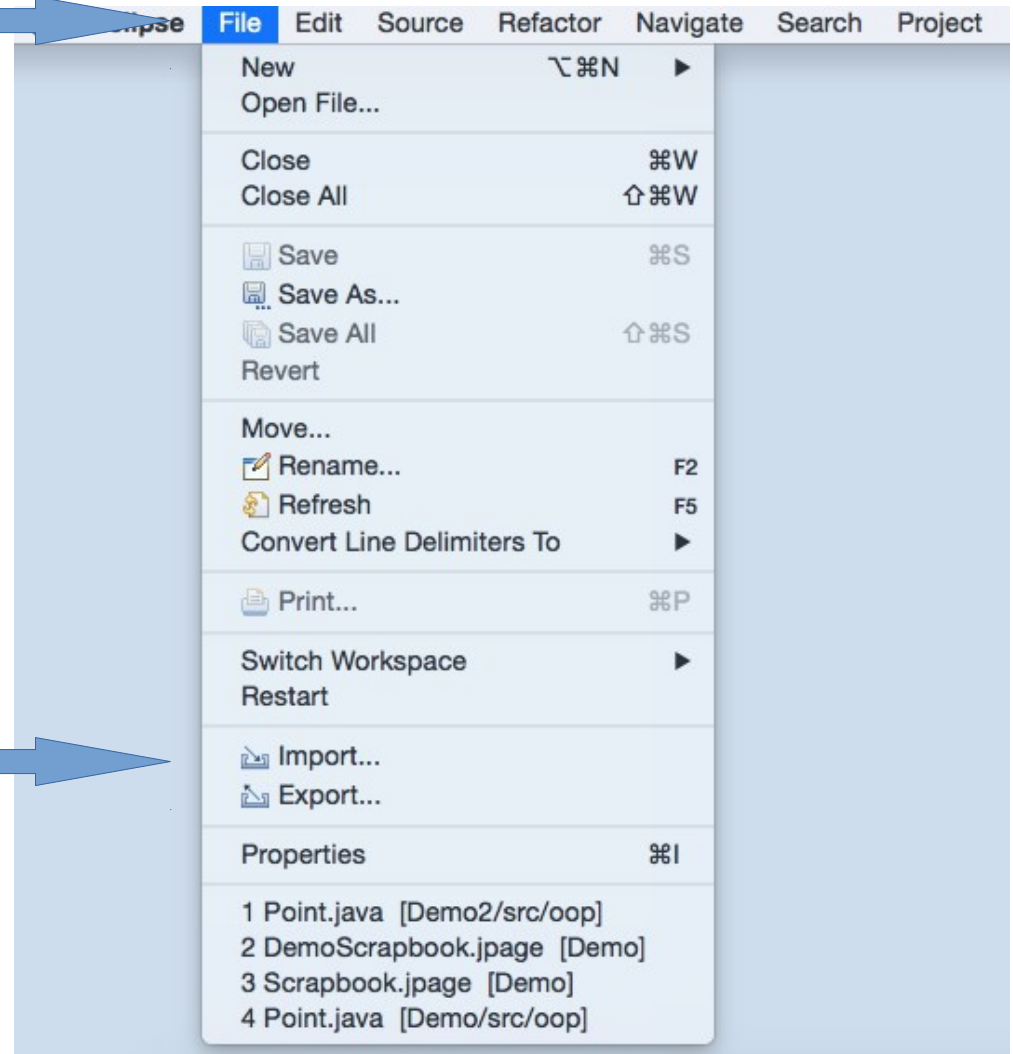 File Edit Source Refactor Navigate Search Project
New ⌥⌘N ▶
Open File...
Close ⌘W
Close All ⇧⌘W
Save ⌘S
Save As...
Save All ⇧⌘S
Revert
Move...
Rename... F2
Refresh F5
Convert Line Delimiters To ▶
Print... ⌘P
Switch Workspace ▶
Restart
Import...
Export...
Properties ⌘I
1 Point.java [Demo2/src/oop]
2 DemoScrapbook.jpage [Demo]
3 Scrapbook.jpage [Demo]
4 Point.java [Demo/src/oop]